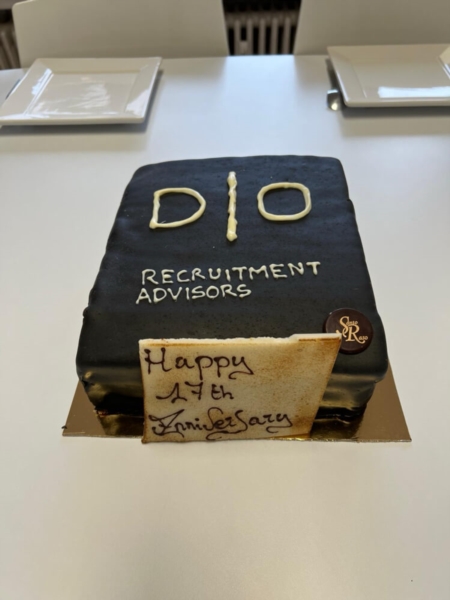 D|O
RECRUITMENT
ADVISORS
Happy
17th
Anniversary